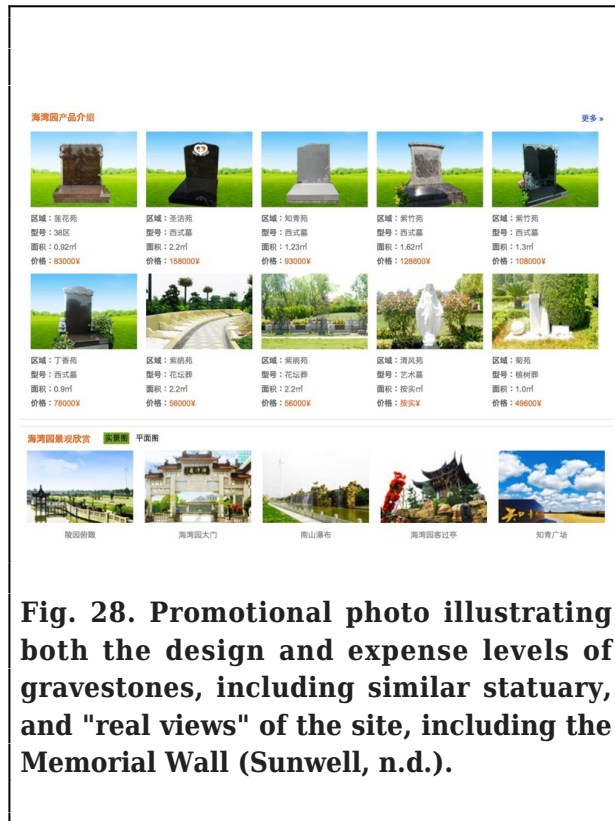 海湾园产品介绍 更多 »
区域：莲花苑 区域：圣洁苑 区域：知青苑 区域：紫竹苑 区域：紫竹苑
型号：38区 型号：西式墓 型号：西式墓 型号：西式墓 型号：西式墓
面积：0.92㎡ 面积：2.2㎡ 面积：1.23㎡ 面积：1.62㎡ 面积：1.3㎡
价格：83000¥ 价格：158000¥ 价格：93000¥ 价格：128800¥ 价格：108000¥
区域：丁香苑 区域：紫鹃苑 区域：紫鹃苑 区域：清风苑 区域：菊苑
型号：西式墓 型号：花坛葬 型号：花坛葬 型号：艺术墓 型号：植树葬
面积：0.9㎡ 面积：2.2㎡ 面积：2.2㎡ 面积：按实㎡ 面积：1.0㎡
价格：78000¥ 价格：56000¥ 价格：56000¥ 价格：按实¥ 价格：49600¥
海湾园景观欣赏 实景图 平面图
陵园俯瞰 海湾园大门 南山瀑布 海湾园客过亭 知青广场
Fig. 28. Promotional photo illustrating
both the design and expense levels of
gravestones, including similar statuary,
and "real views" of the site, including the
Memorial Wall (Sunwell, n.d.).